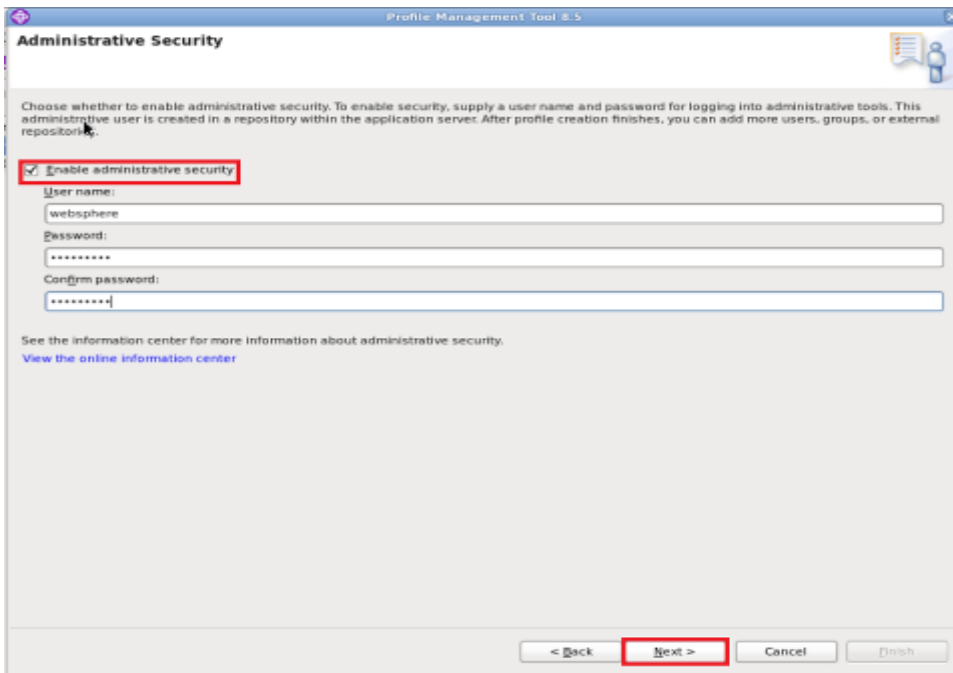 Profile Management Tool 8.5
Administrative Security
Choose whether to enable administrative security. To enable security, supply a user name and password for logging into administrative tools. This
administrative user is created in a repository within the application server. After profile creation finishes, you can add more users, groups, or external
repositories.
Enable administrative security
User name:
websphere
Password:
•••••••••
Confirm password:
•••••••••
See the information center for more information about administrative security.
View the online information center
< Back Next > Cancel Finish